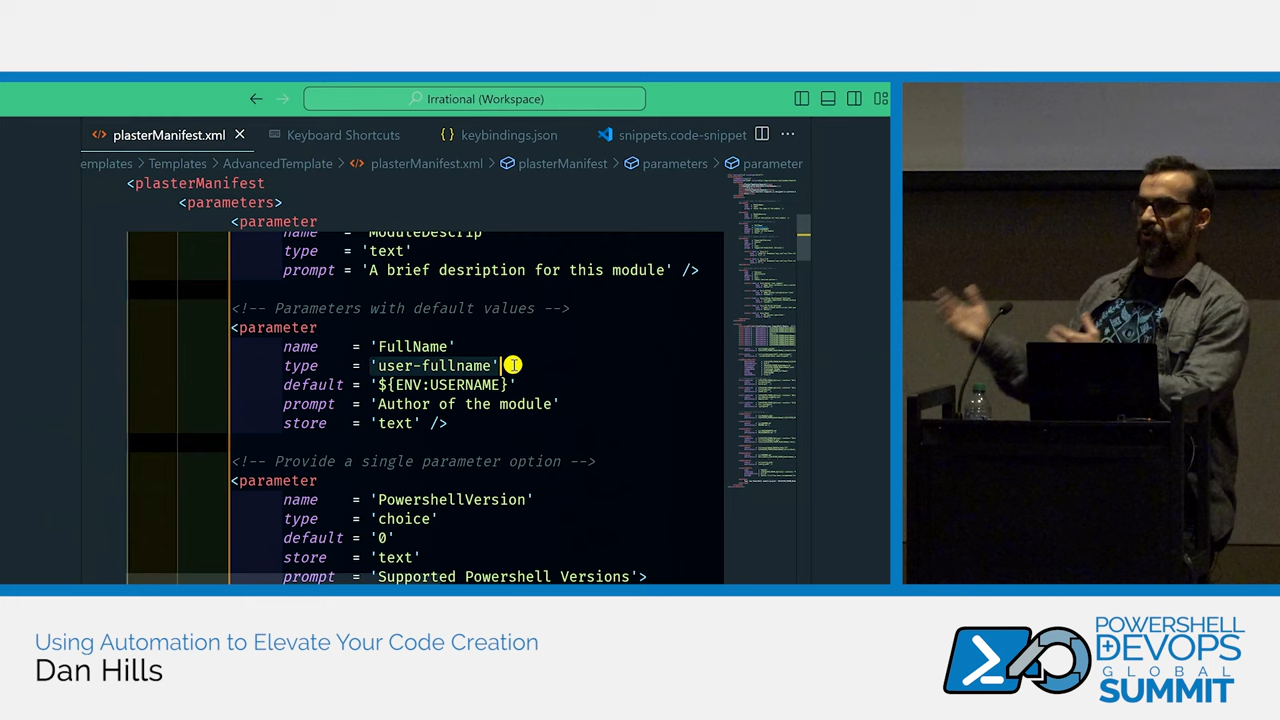 Irrational (Workspace)
plasterManifest.xml
Keyboard Shortcuts
{ } keybindings.json
snippets.code-snippet
emplates > Templates > AdvancedTemplate > plasterManifest.xml > plasterManifest > parameters > parameter
<plasterManifest
<parameters>
<parameter
name = 'ModuleDescrip
type = 'text'
prompt = 'A brief desription for this module' />
<!-- Parameters with default values -->
<parameter
name = 'FullName'
type = 'user-fullname'
default = '${ENV:USERNAME}'
prompt = 'Author of the module'
store = 'text' />
<!-- Provider single parameter option -->
<parameter
name = 'PowershellVersion'
type = 'choice'
default = '0'
store = 'text'
prompt = 'Supported Powershell Versions'>
Using Automation to Elevate Your Code Creation
Dan Hills
POWERSHELL
DEVOPS
GLOBAL
SUMMIT